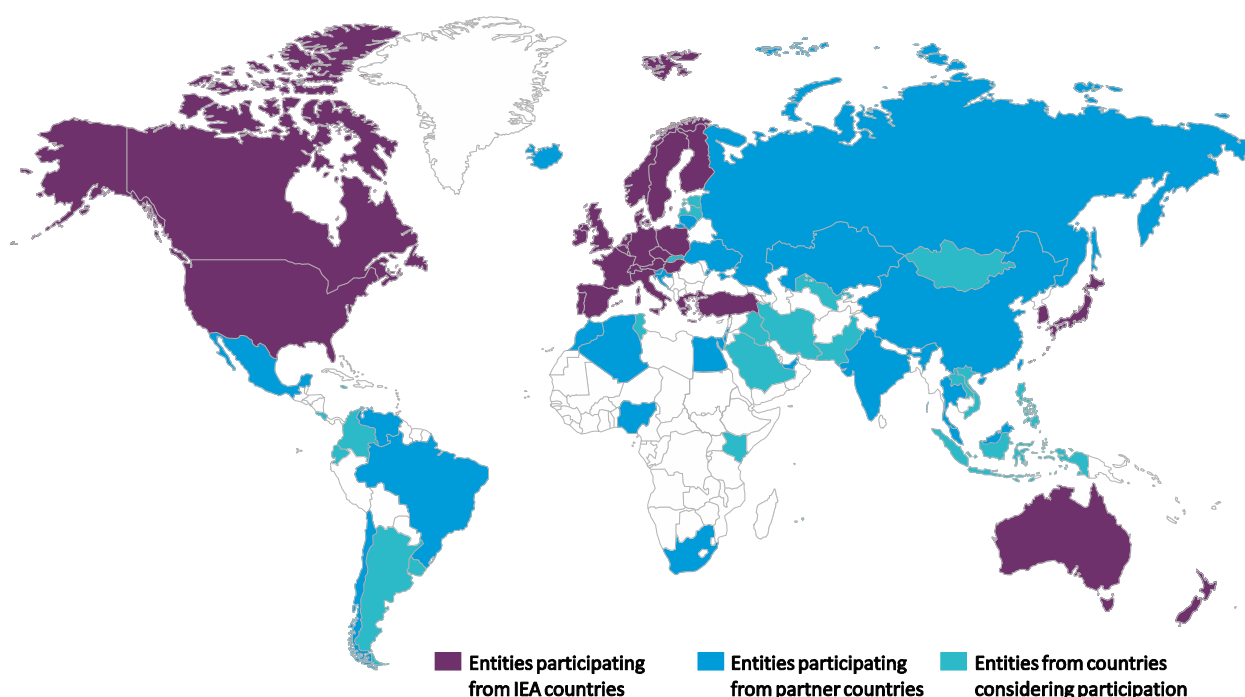 Entities participating
from IEA countries
Entities participating
from partner countries
Entities from countries
considering participation